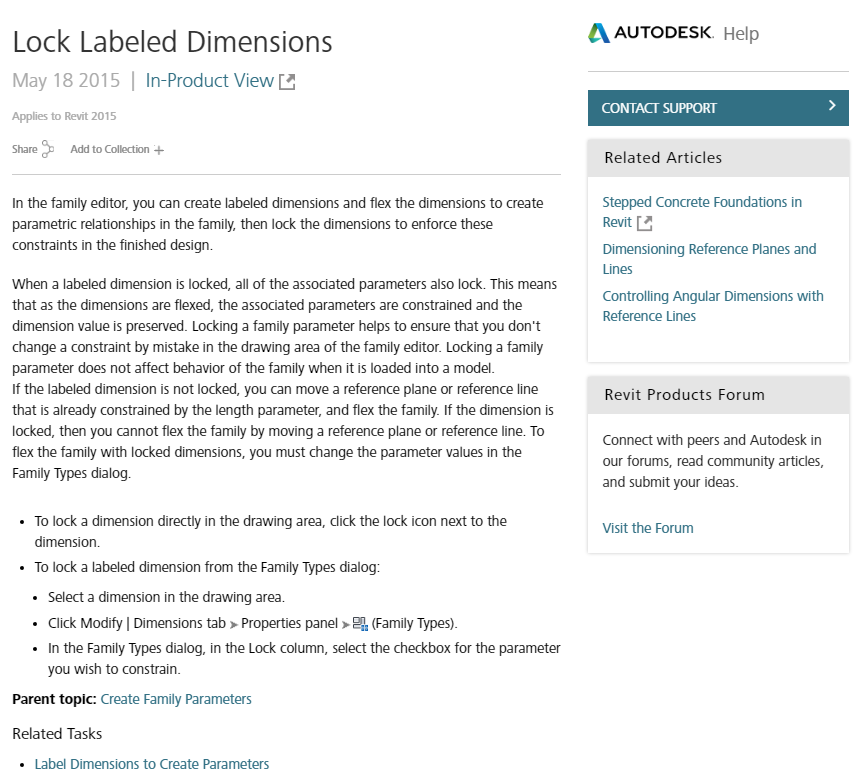 Lock Labeled Dimensions
May 18 2015 | In-Product View
Applies to Revit 2015
Share Add to Collection +
In the family editor, you can create labeled dimensions and flex the dimensions to create
parametric relationships in the family, then lock the dimensions to enforce these
constraints in the finished design.
When a labeled dimension is locked, all of the associated parameters also lock. This means
that as the dimensions are flexed, the associated parameters are constrained and the
dimension value is preserved. Locking a family parameter helps to ensure that you don't
change a constraint by mistake in the drawing area of the family editor. Locking a family
parameter does not affect behavior of the family when it is loaded into a model.
If the labeled dimension is not locked, you can move a reference plane or reference line
that is already constrained by the length parameter, and flex the family. If the dimension is
locked, then you cannot flex the family by moving a reference plane or reference line. To
flex the family with locked dimensions, you must change the parameter values in the
Family Types dialog.
• To lock a dimension directly in the drawing area, click the lock icon next to the
dimension.
• To lock a labeled dimension from the Family Types dialog:
• Select a dimension in the drawing area.
• Click Modify | Dimensions tab ➤ Properties panel ➤ (Family Types).
• In the Family Types dialog, in the Lock column, select the checkbox for the parameter
you wish to constrain.
Parent topic: Create Family Parameters
Related Tasks
• Label Dimensions to Create Parameters
AUTODESK. Help
CONTACT SUPPORT
Related Articles
Stepped Concrete Foundations in
Revit
Dimensioning Reference Planes and
Lines
Controlling Angular Dimensions with
Reference Lines
Revit Products Forum
Connect with peers and Autodesk in
our forums, read community articles,
and submit your ideas.
Visit the Forum